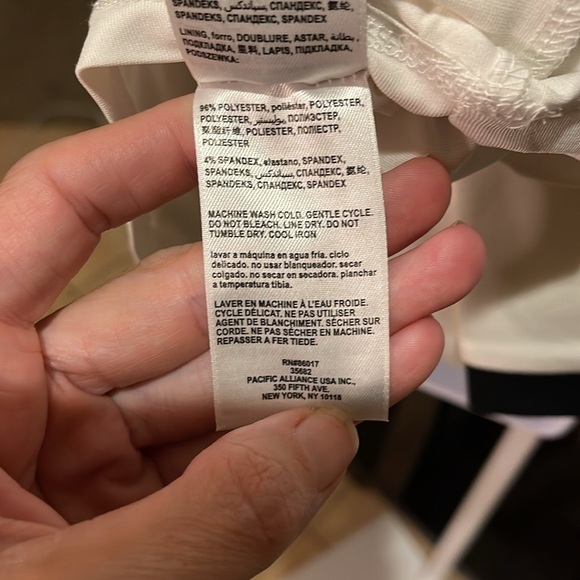 SPANDEKS, سباندكس, СПАНДЕКС, 氨纶,
SPANDEKS, СПАНДЕКС, SPANDEX
LINING, forro, DOUBLURE, ASTAR, بطانة,
ПОДКЛАДКА, 里料, LAPIS, ПІДКЛАДКА,
PODSZEWKA:
96% POLYESTER, poliéster, POLYESTER,
POLYESTER, بوليستير, ПОЛИЭСТЕР,
聚酯纤维, POLIESTER, ПОЛІЕСТР,
POLIESTER
4% SPANDEX, elastano, SPANDEX,
SPANDEKS, سباندكس, СПАНДЕКС, 氨纶,
SPANDEKS, СПАНДЕКС, SPANDEX
MACHINE WASH COLD. GENTLE CYCLE.
DO NOT BLEACH. LINE DRY. DO NOT
TUMBLE DRY. COOL IRON
lavar a máquina en agua fría. ciclo
delicado. no usar blanqueador. secar
colgado. no secar en secadora. planchar
a temperatura tibia.
LAVER EN MACHINE À L'EAU FROIDE.
CYCLE DÉLICAT. NE PAS UTILISER
AGENT DE BLANCHIMENT. SÉCHER SUR
CORDE. NE PAS SÉCHER EN MACHINE.
REPASSER A FER TIEDE.
RN#86017
35682
PACIFIC ALLIANCE USA INC.,
350 FIFTH AVE.
NEW YORK, NY 10118